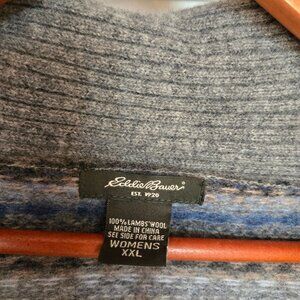 Eddie Bauer
EST. 1920
100% LAMBS' WOOL
MADE IN CHINA
SEE SIDE FOR CARE
WOMENS
XXL